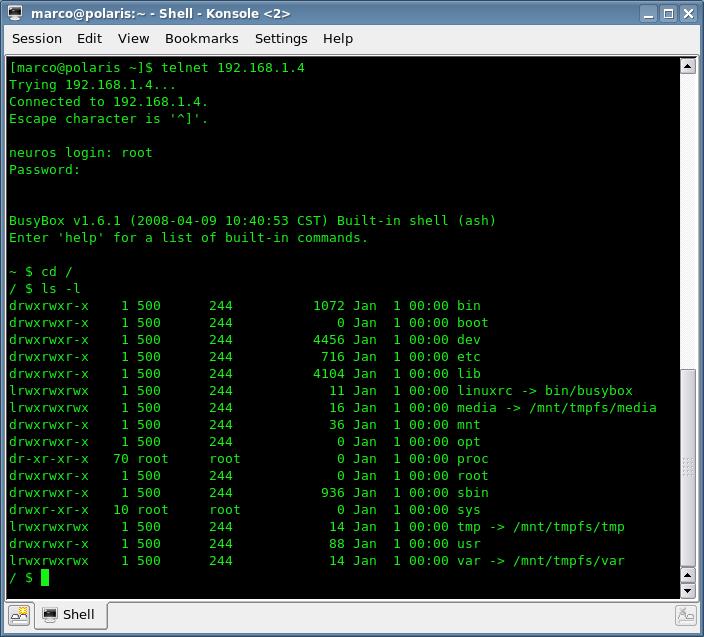 marco@polaris:~ - Shell - Konsole <2>
Session Edit View Bookmarks Settings Help
[marco@polaris ~]$ telnet 192.168.1.4
Trying 192.168.1.4...
Connected to 192.168.1.4.
Escape character is '^]'.
neuros login: root
Password:
BusyBox v1.6.1 (2008-04-09 10:40:53 CST) Built-in shell (ash)
Enter 'help' for a list of built-in commands.
~ $ cd /
/ $ ls -l
drwxrwxr-x    1 500      244          1072 Jan  1 00:00 bin
drwxrwxr-x    1 500      244             0 Jan  1 00:00 boot
drwxrwxr-x    1 500      244          4456 Jan  1 00:00 dev
drwxrwxr-x    1 500      244           716 Jan  1 00:00 etc
drwxrwxr-x    1 500      244          4104 Jan  1 00:00 lib
lrwxrwxrwx    1 500      244            11 Jan  1 00:00 linuxrc -> bin/busybox
lrwxrwxrwx    1 500      244            16 Jan  1 00:00 media -> /mnt/tmpfs/media
drwxrwxr-x    1 500      244            36 Jan  1 00:00 mnt
drwxrwxr-x    1 500      244             0 Jan  1 00:00 opt
dr-xr-xr-x   70 root     root            0 Jan  1 00:00 proc
drwxrwxr-x    1 500      244             0 Jan  1 00:00 root
drwxrwxr-x    1 500      244           936 Jan  1 00:00 sbin
drwxr-xr-x   10 root     root            0 Jan  1 00:00 sys
lrwxrwxrwx    1 500      244            14 Jan  1 00:00 tmp -> /mnt/tmpfs/tmp
drwxrwxr-x    1 500      244            88 Jan  1 00:00 usr
lrwxrwxrwx    1 500      244            14 Jan  1 00:00 var -> /mnt/tmpfs/var
/ $
Shell